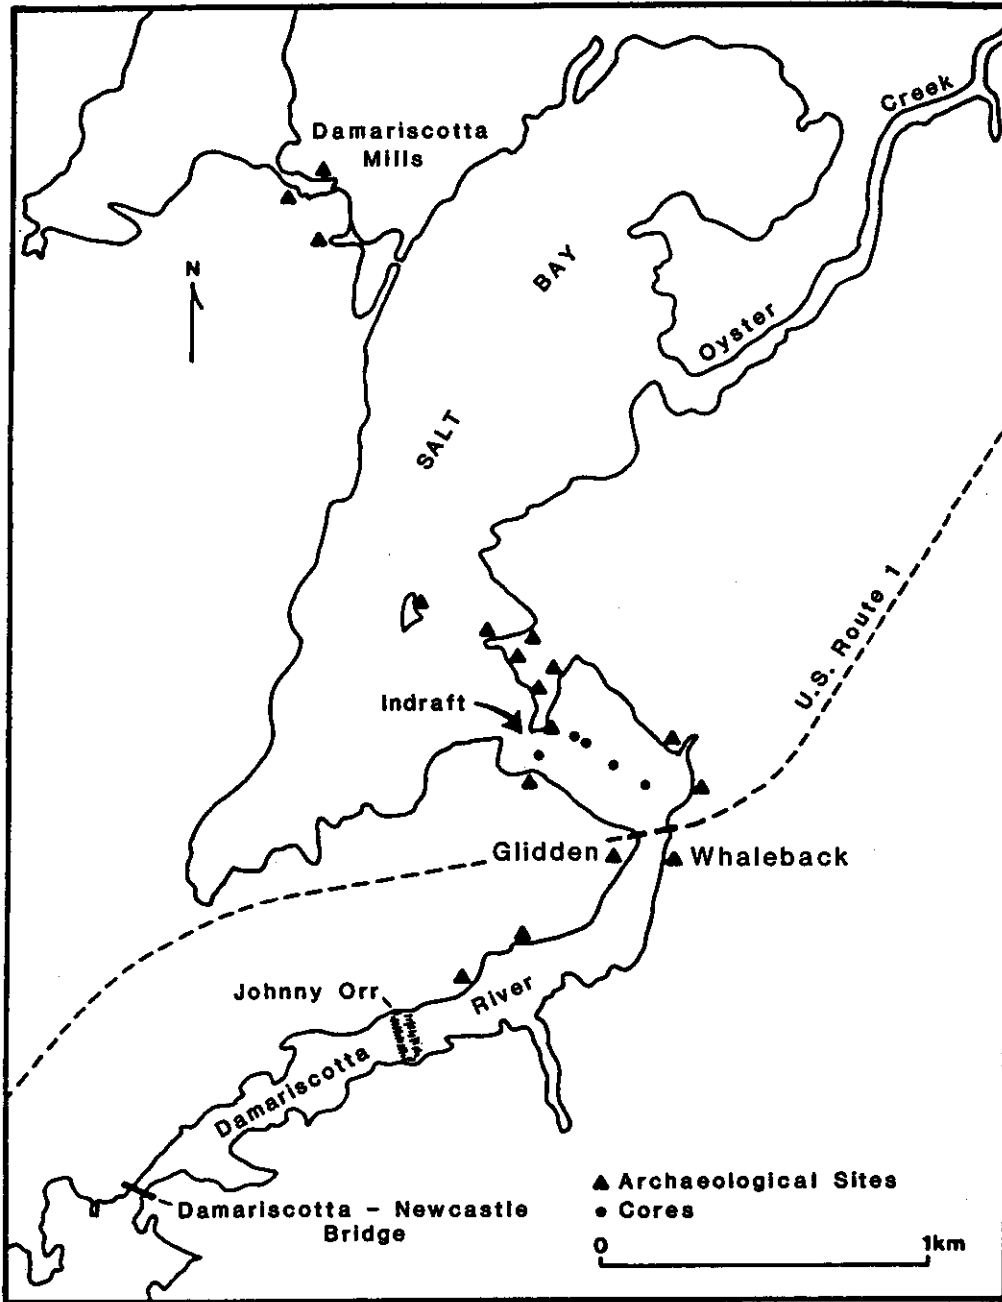 Damariscotta
Mills
Creek
N
BAY
Oyster
SALT
U.S. Route 1
Indraft
Glidden
Whaleback
Johnny Orr
River
Damariscotta
Archaeological Sites
Damariscotta - Newcastle
Bridge
Cores
0 1km